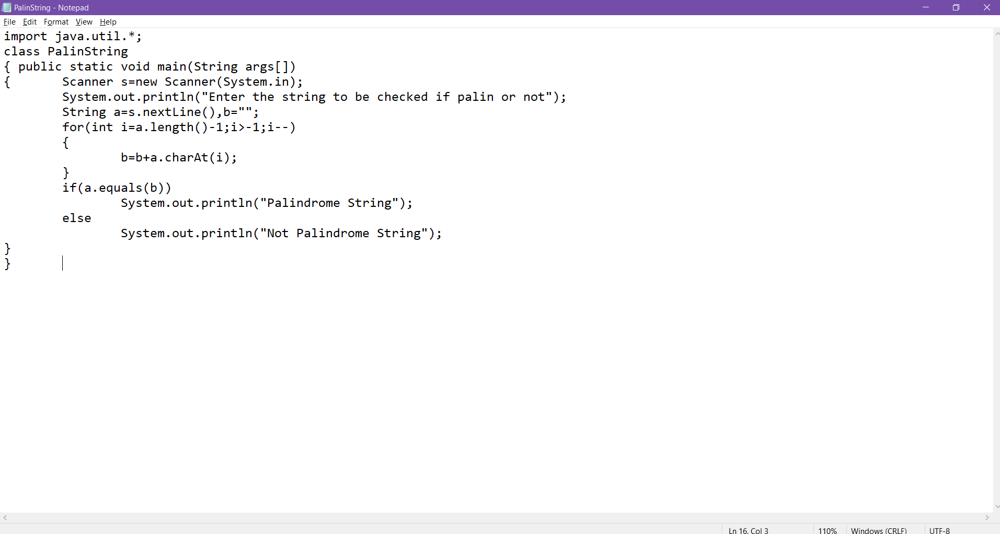 PalinString - Notepad
File Edit Format View Help
import java.util.*;
class PalinString
{ public static void main(String args[])
{       Scanner s=new Scanner(System.in);
        System.out.println("Enter the string to be checked if palin or not");
        String a=s.nextLine(),b="";
        for(int i=a.length()-1;i>-1;i--)
        {
                b=b+a.charAt(i);
        }
        if(a.equals(b))
                System.out.println("Palindrome String");
        else
                System.out.println("Not Palindrome String");
}
}
Ln 16, Col 3 110% Windows (CRLF) UTF-8